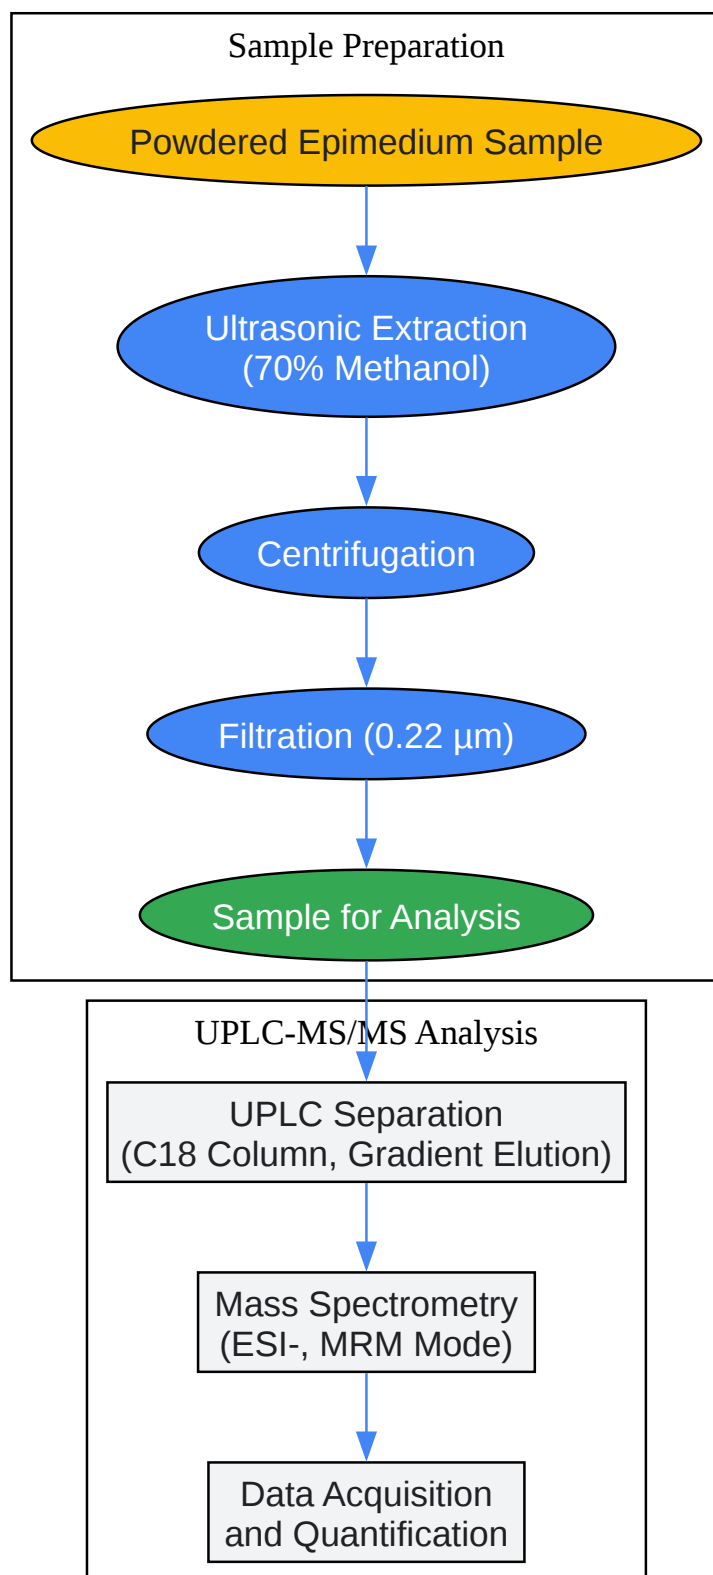 Sample Preparation
Powdered Epimedium Sample
Ultrasonic Extraction
(70% Methanol)
Centrifugation
Filtration (0.22 µm)
Sample for Analysis
UPLC-MS/MS Analysis
UPLC Separation
(C18 Column, Gradient Elution)
Mass Spectrometry
(ESI-, MRM Mode)
Data Acquisition
and Quantification